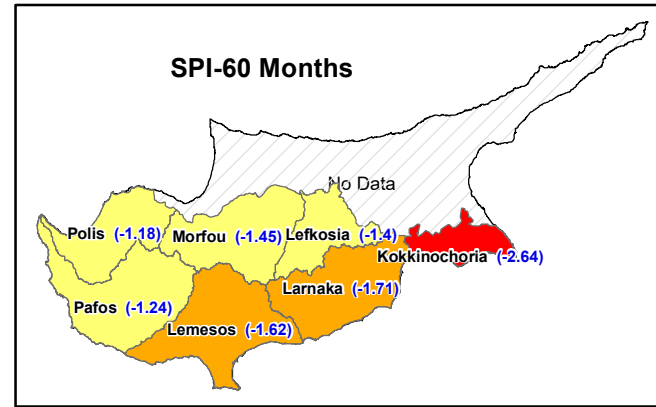 SPI-60 Months
No Data
Polis (-1.18)
Morfou (-1.45)
Lefkosia (-1.4)
Kokkinochoria (-2.64)
Larnaka (-1.71)
Pafos (-1.24)
Lemesos (-1.62)